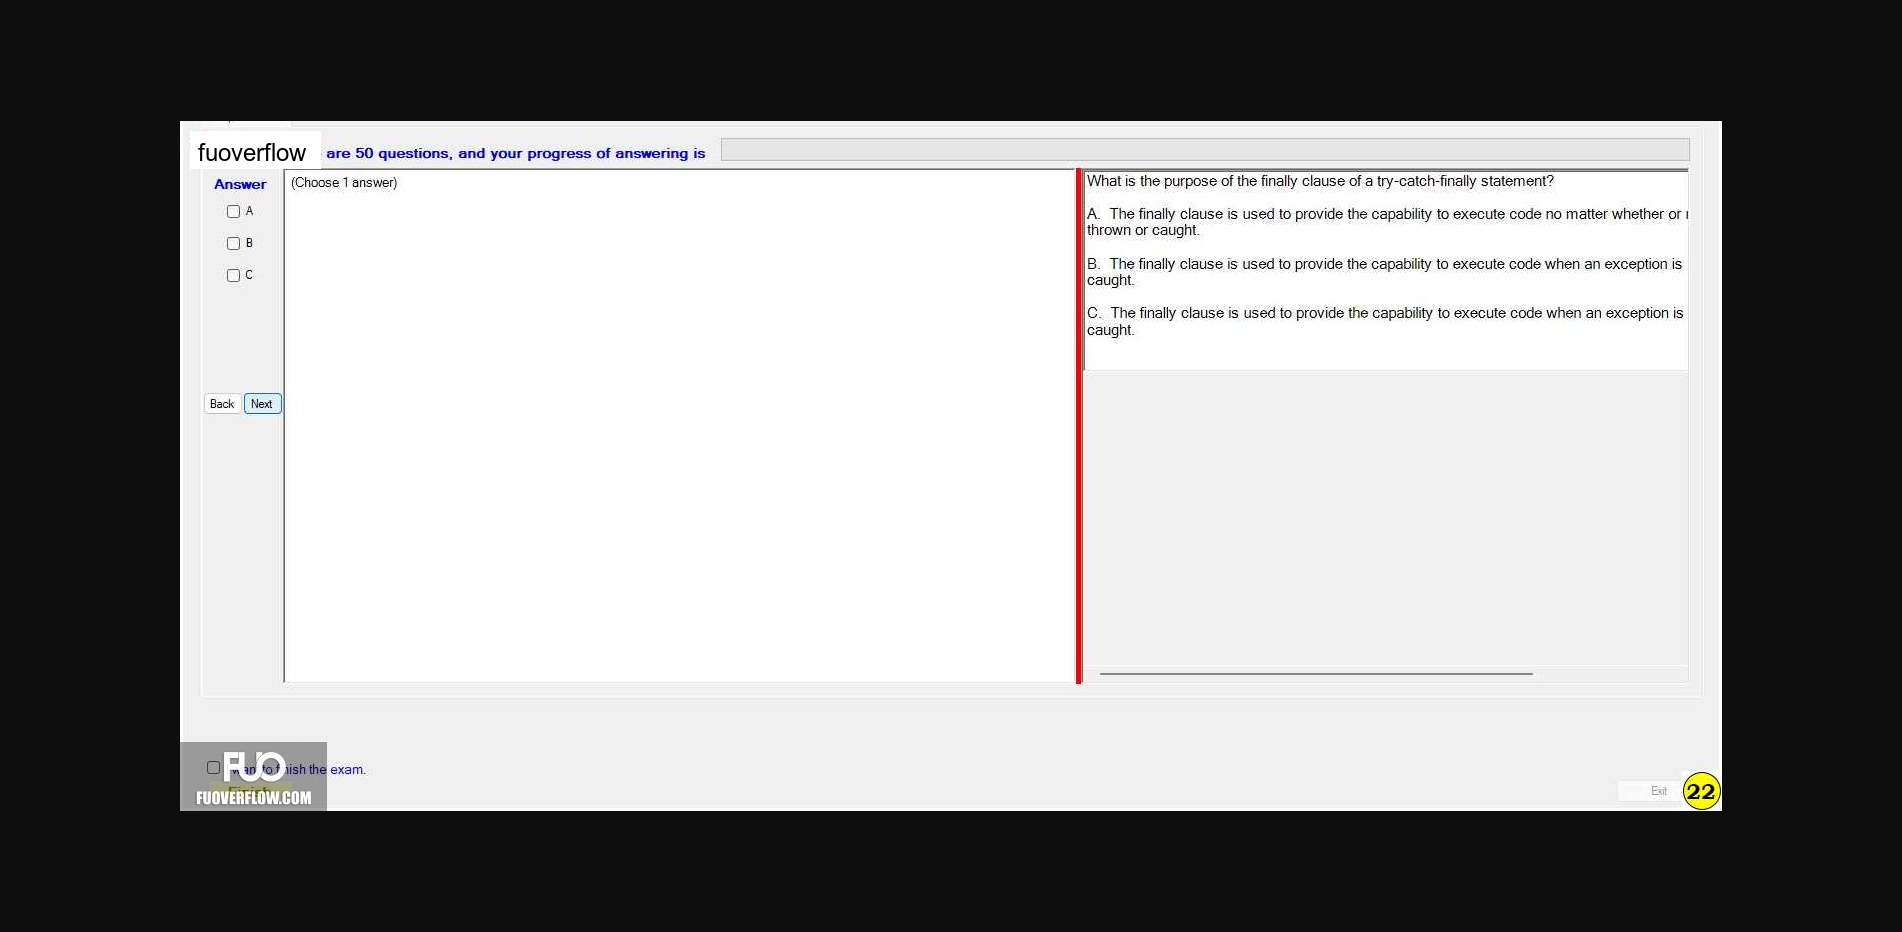 fuoverflow are 50 questions, and your progress of answering is
Answer
A
B
C
Back Next
(Choose 1 answer)
What is the purpose of the finally clause of a try-catch-finally statement?
A. The finally clause is used to provide the capability to execute code no matter whether or
thrown or caught.
B. The finally clause is used to provide the capability to execute code when an exception is
caught.
C. The finally clause is used to provide the capability to execute code when an exception is
caught.
to finish the exam.
FUO
Finish
FUOVERFLOW.COM
Exit
22